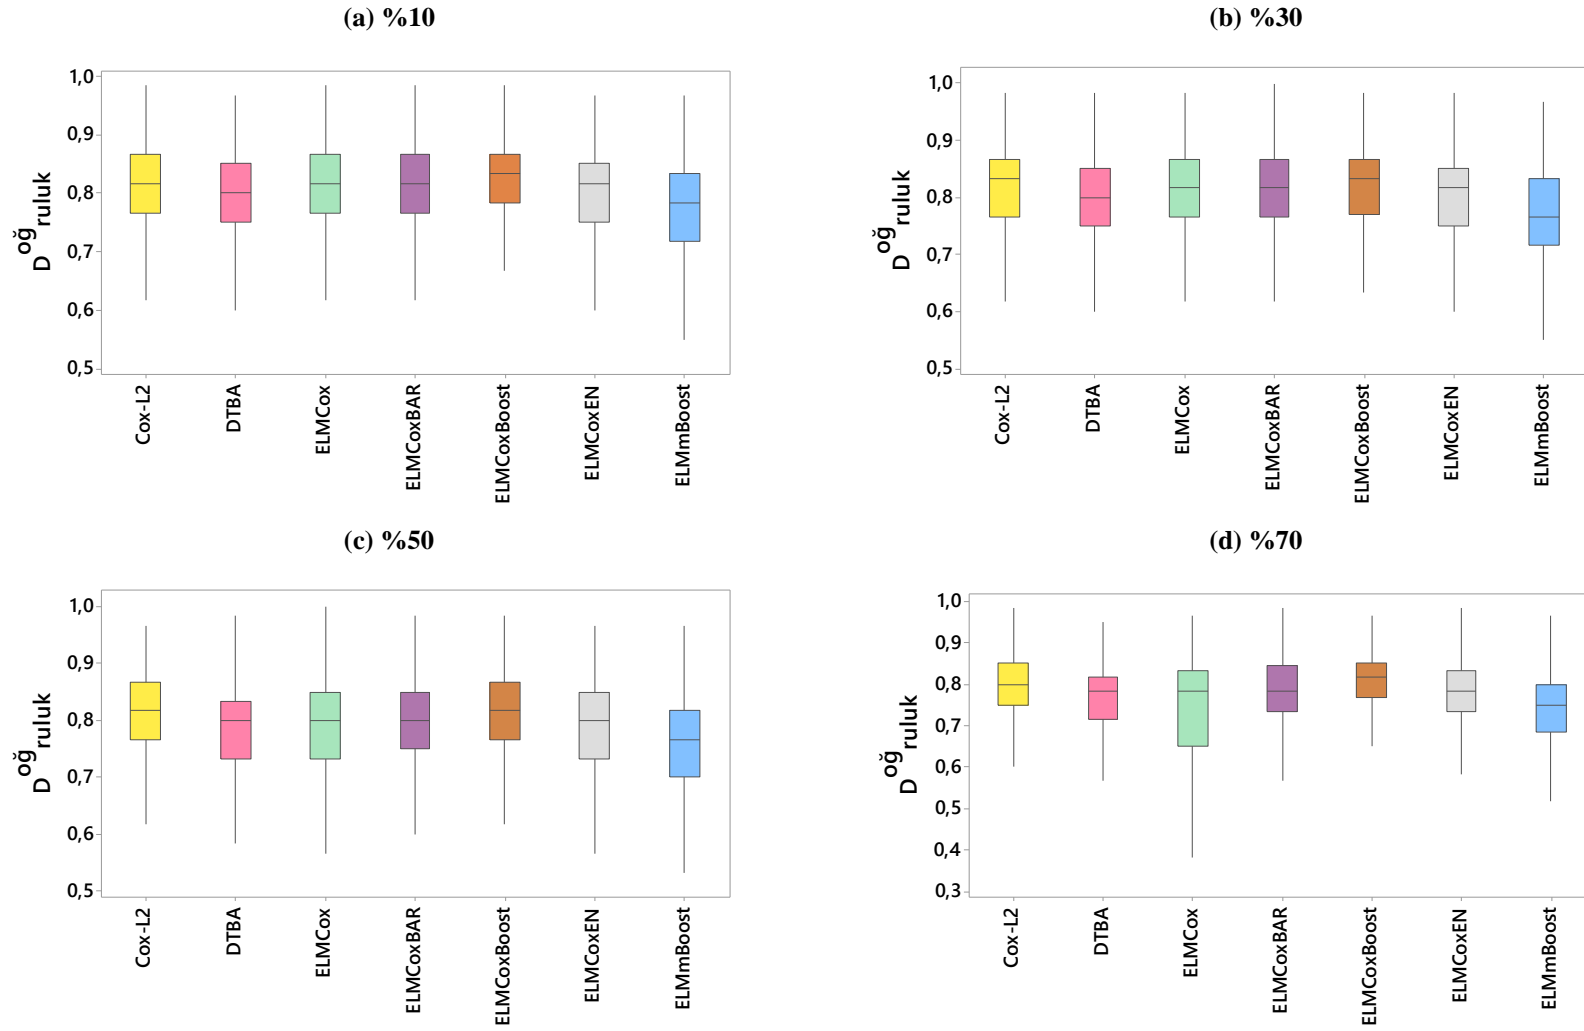 (a) %10
1,0
0,9
0,8
0,7
0,6
0,5
Doğruluk
Cox-L2
DTBA
ELMCox
ELMCoxBAR
ELMCoxBoost
ELMCoxEN
ELMmBoost
(b) %30
1,0
0,9
0,8
0,7
0,6
0,5
Doğruluk
Cox-L2
DTBA
ELMCox
ELMCoxBAR
ELMCoxBoost
ELMCoxEN
ELMmBoost
(c) %50
1,0
0,9
0,8
0,7
0,6
0,5
Doğruluk
Cox-L2
DTBA
ELMCox
ELMCoxBAR
ELMCoxBoost
ELMCoxEN
ELMmBoost
(d) %70
1,0
0,9
0,8
0,7
0,6
0,5
0,4
0,3
Doğruluk
Cox-L2
DTBA
ELMCox
ELMCoxBAR
ELMCoxBoost
ELMCoxEN
ELMmBoost